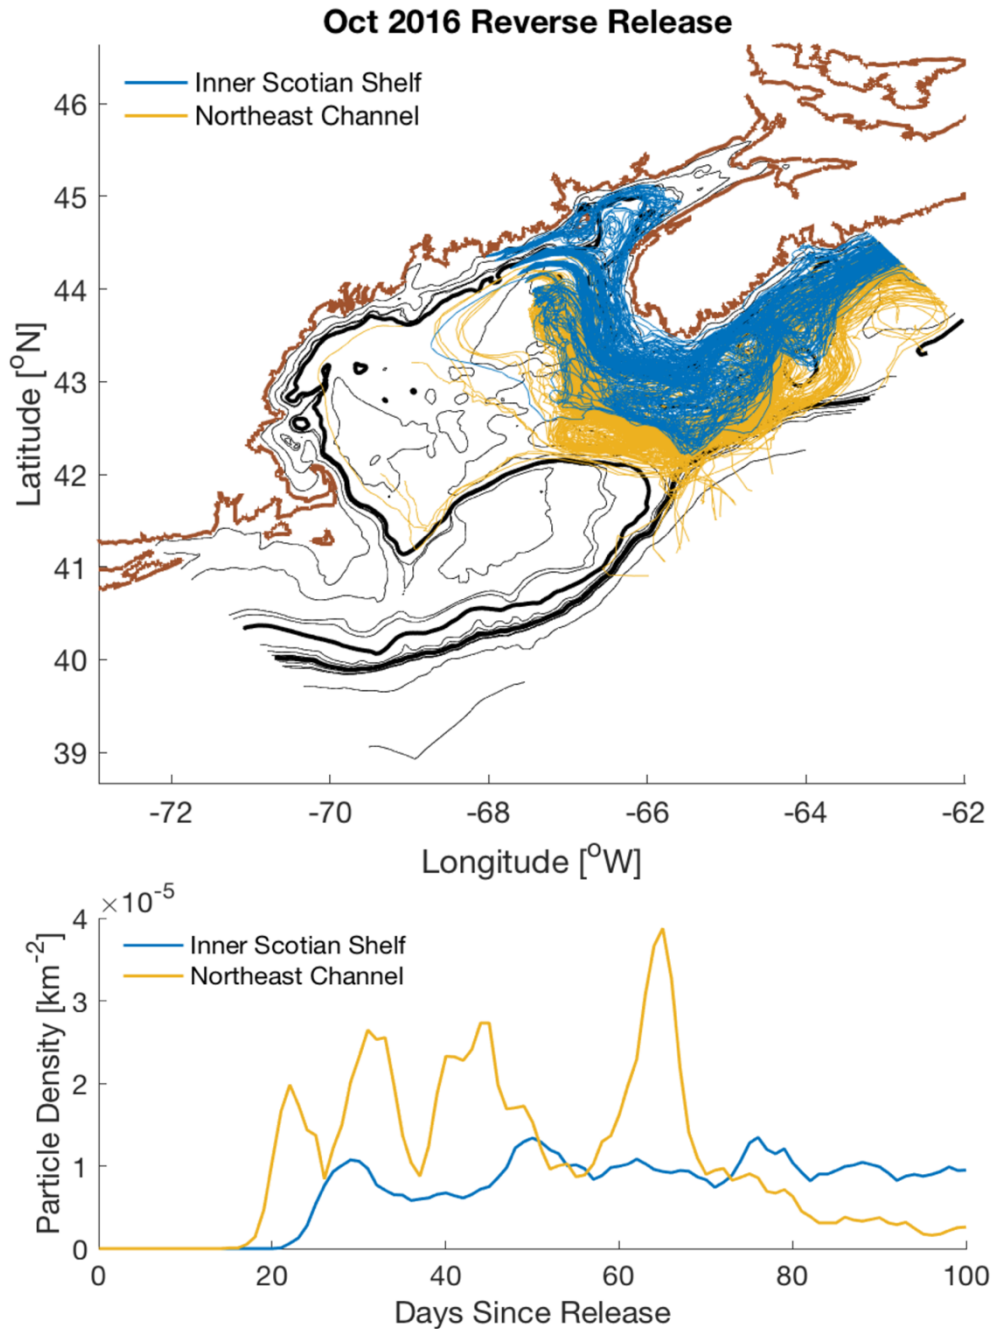 Oct 2016 Reverse Release
Inner Scotian Shelf
Northeast Channel
46
45
44
43
42
41
40
39
Latitude [oN]
-72 -70 -68 -66 -64 -62
Longitude [oW]
×10-5
4
3
2
1
0
Particle Density [km-2]
Inner Scotian Shelf
Northeast Channel
0 20 40 60 80 100
Days Since Release